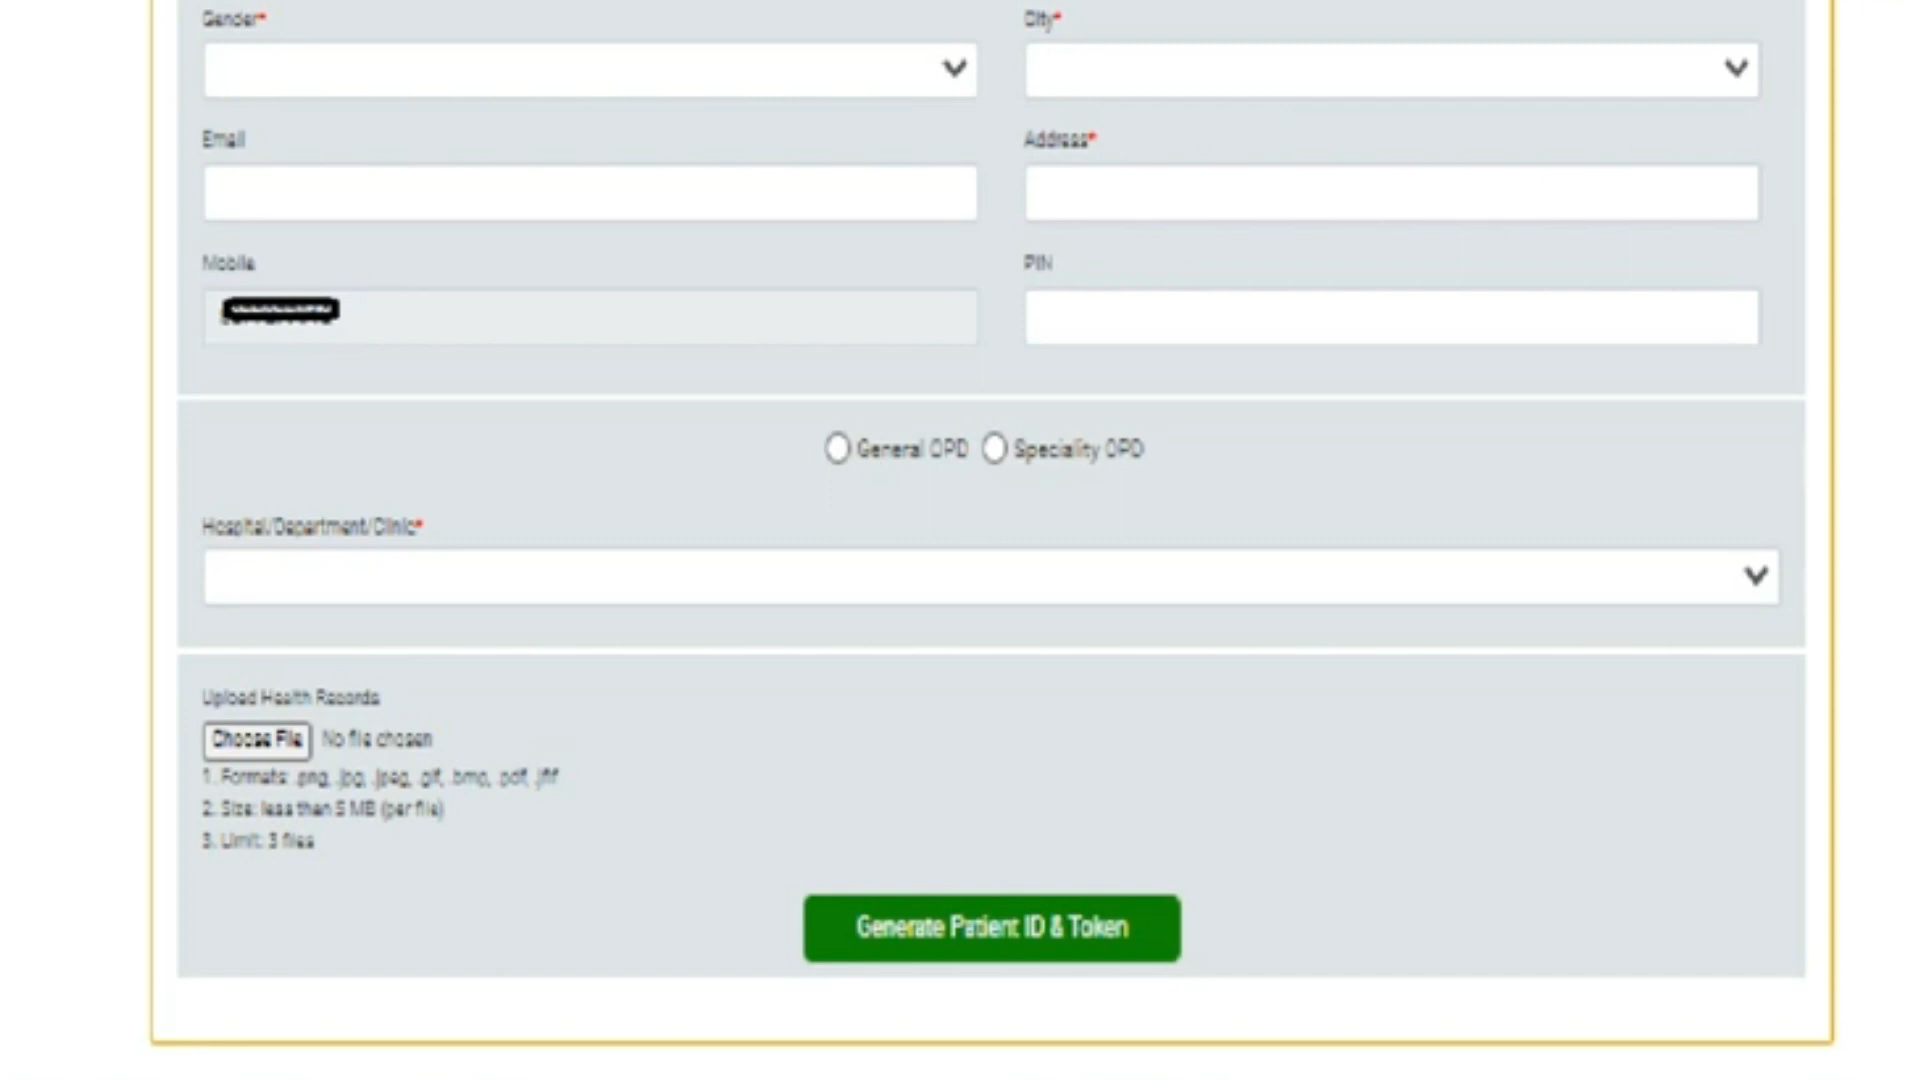 Gender*
City*
Email
Address*
Mobile
PIN
General OPD Speciality OPD
Hospital/Department/Clinic*
Upload Health Records
Choose File No file chosen
1. Formats: .png, .jpg, .jpeg, .gif, .bmp, .pdf, .jfif
2. Size: less than 5 MB (per file)
3. Limit: 3 files
Generate Patient ID & Token